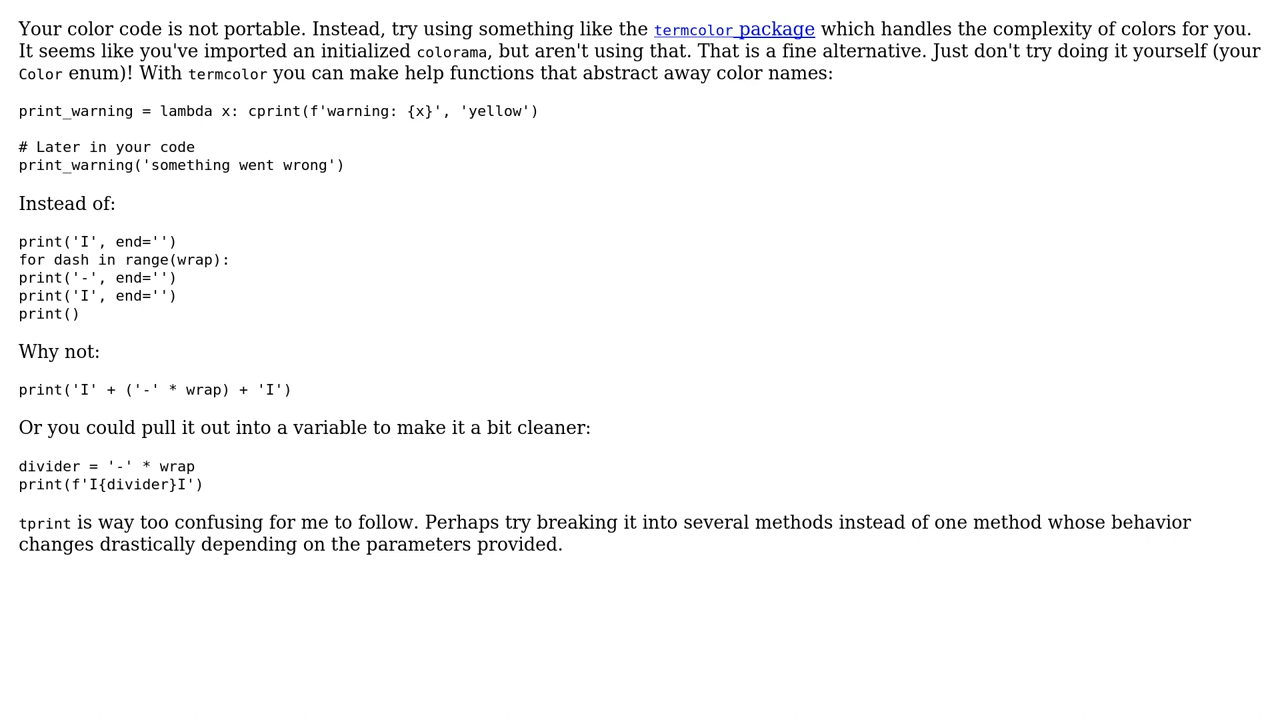 Your color code is not portable. Instead, try using something like the termcolor package which handles the complexity of colors for you.
It seems like you've imported an initialized colorama, but aren't using that. That is a fine alternative. Just don't try doing it yourself (your
Color enum)! With termcolor you can make help functions that abstract away color names:
print_warning = lambda x: cprint(f'warning: {x}', 'yellow')
# Later in your code
print_warning('something went wrong')
Instead of:
print('I', end='')
for dash in range(wrap):
print('-', end='')
print('I', end='')
print()
Why not:
print('I' + ('-' * wrap) + 'I')
Or you could pull it out into a variable to make it a bit cleaner:
divider = '-' * wrap
print(f'I{divider}I')
tprint is way too confusing for me to follow. Perhaps try breaking it into several methods instead of one method whose behavior
changes drastically depending on the parameters provided.